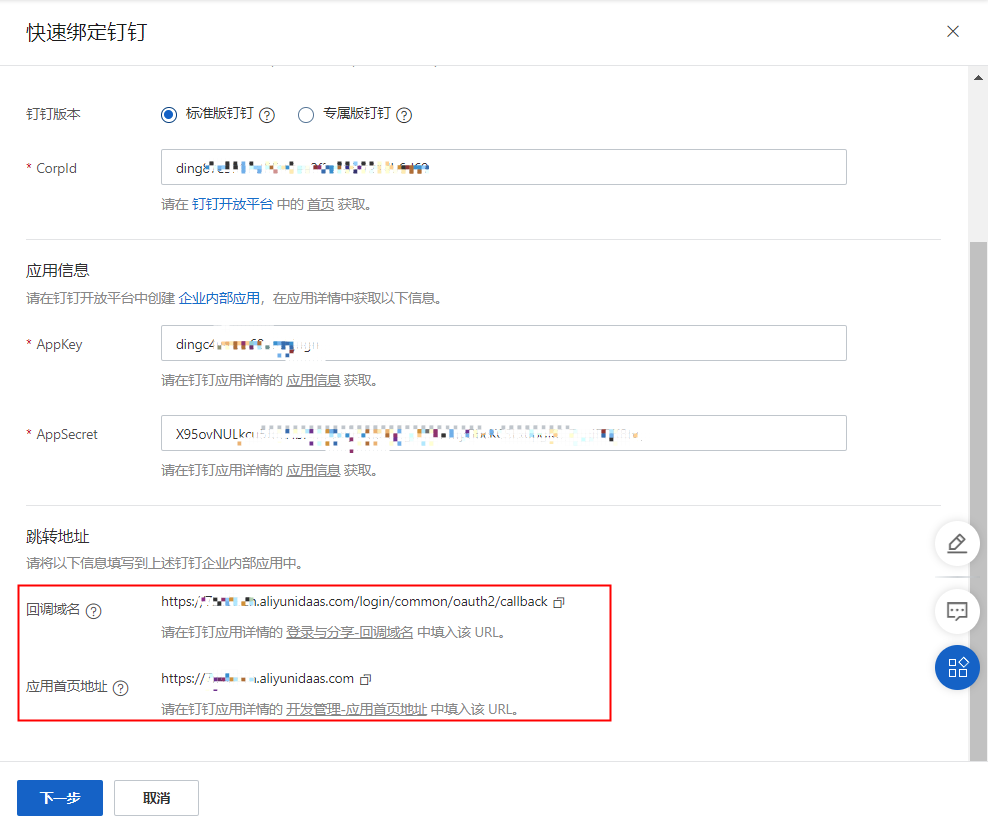 快速绑定钉钉
钉钉版本 标准版钉钉 ? 专属版钉钉 ?
* CorpId
请在 钉钉开放平台 中的 首页 获取。
应用信息
请在钉钉开放平台中创建 企业内部应用，在应用详情中获取以下信息。
* AppKey
请在钉钉应用详情的 应用信息 获取。
* AppSecret
请在钉钉应用详情的 应用信息 获取。
跳转地址
请将以下信息填写到上述钉钉企业内部应用中。
回调域名 ? https:// .aliyunidaas.com/login/common/oauth2/callback
请在钉钉应用详情的 登录与分享-回调域名 中填入该 URL。
应用首页地址 ? https:// .aliyunidaas.com
请在钉钉应用详情的 开发管理-应用首页地址 中填入该 URL。
下一步 取消